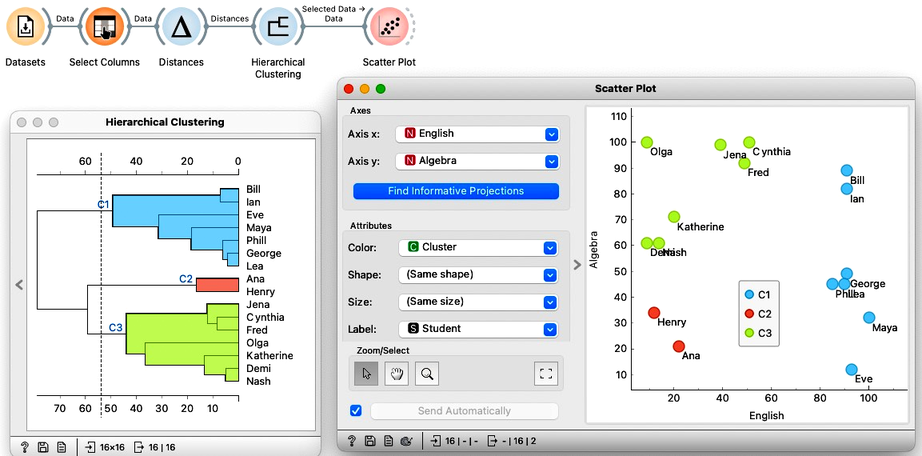 Data
Data
Distances
Selected Data →
Data
Datasets
Select Columns
Distances
Hierarchical
Clustering
Scatter Plot
Hierarchical Clustering
60 40 20 0
C1
C2
C3
Bill
Ian
Eve
Maya
Phill
George
Lea
Ana
Henry
Jena
Cynthia
Fred
Olga
Katherine
Demi
Nash
70 60 50 40 30 20 10
? 16×16 16 | 16
Scatter Plot
Axes
Axis x: N English
Axis y: N Algebra
Find Informative Projections
Attributes
Color: C Cluster
Shape: (Same shape)
Size: (Same size)
Label: S Student
Zoom/Select
Send Automatically
? 16 | - | - - | 16 | 2
110
100
90
80
70
60
50
40
30
20
10
Algebra
Olga
Jena
Cynthia
Fred
Bill
Ian
Katherine
Demi
Nash
George
Phill
Lea
Henry
Maya
Ana
Eve
C1
C2
C3
20 40 60 80 100
English